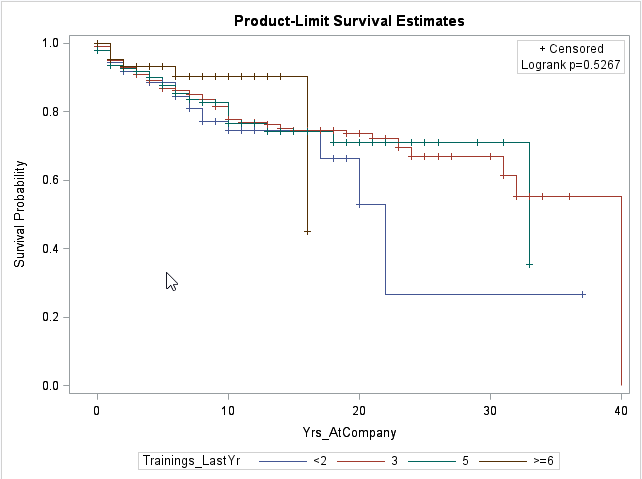 Product-Limit Survival Estimates
+ Censored
Logrank p=0.5267
1.0
0.8
0.6
0.4
0.2
0.0
Survival Probability
0 10 20 30 40
Yrs_AtCompany
Trainings_LastYr <2 3 5 >=6